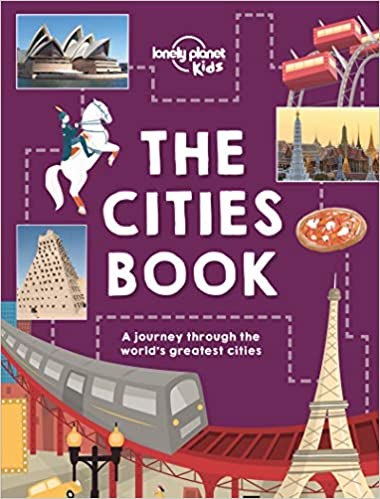 lonely planet
Kids
THE
CITIES
BOOK
A journey through the
world's greatest cities